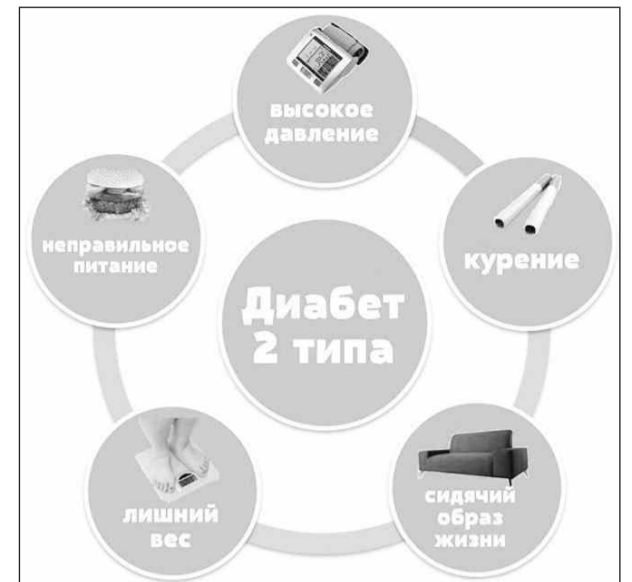 высокое
давление
курение
неправильное
питание
Диабет
2 типа
лишний
вес
сидячий
образ
жизни